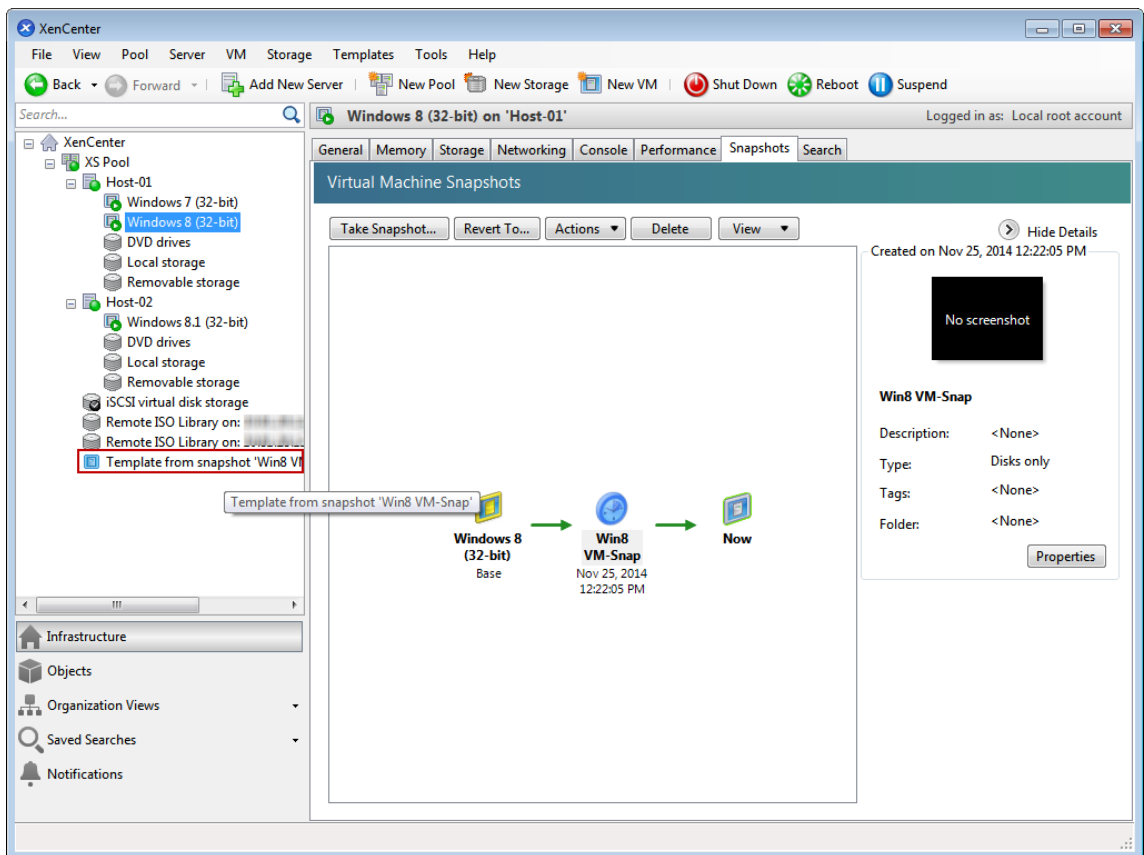 XenCenter
File View Pool Server VM Storage Templates Tools Help
Back Forward Add New Server New Pool New Storage New VM Shut Down Reboot Suspend
Search...
Windows 8 (32-bit) on 'Host-01' Logged in as: Local root account
XenCenter
XS Pool
Host-01
Windows 7 (32-bit)
Windows 8 (32-bit)
DVD drives
Local storage
Removable storage
Host-02
Windows 8.1 (32-bit)
DVD drives
Local storage
Removable storage
iSCSI virtual disk storage
Remote ISO Library on:
Remote ISO Library on:
Template from snapshot 'Win8 VM
Template from snapshot 'Win8 VM-Snap'
Infrastructure
Objects
Organization Views
Saved Searches
Notifications
General Memory Storage Networking Console Performance Snapshots Search
Virtual Machine Snapshots
Take Snapshot... Revert To... Actions Delete View
Hide Details
Windows 8
(32-bit)
Base
Win8
VM-Snap
Nov 25, 2014
12:22:05 PM
Now
Created on Nov 25, 2014 12:22:05 PM
No screenshot
Win8 VM-Snap
Description: <None>
Type: Disks only
Tags: <None>
Folder: <None>
Properties